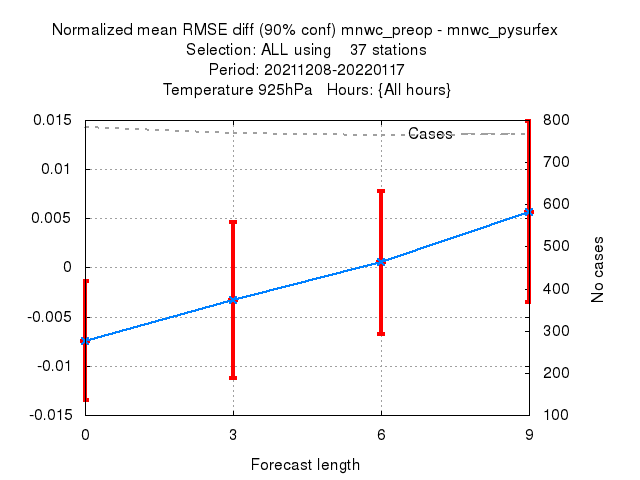 Normalized mean RMSE diff (90% conf) mnwc_preop - mnwc_pysurfex
Selection: ALL using 37 stations
Period: 20211208-20220117
Temperature 925hPa Hours: {All hours}
0.015
0.01
0.005
0
-0.005
-0.01
-0.015
Cases
800
700
600
500
400
300
200
100
No cases
0 3 6 9
Forecast length